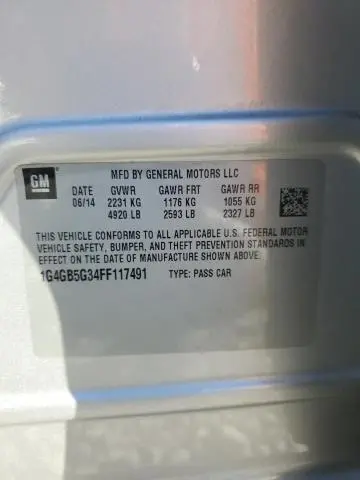 MFD BY GENERAL MOTORS LLC
GM
DATE GVWR GAWR FRT GAWR RR
06/14 2231 KG 1176 KG 1055 KG
4920 LB 2593 LB 2327 LB
THIS VEHICLE CONFORMS TO ALL APPLICABLE U.S. FEDERAL MOTOR
VEHICLE SAFETY, BUMPER, AND THEFT PREVENTION STANDARDS IN
EFFECT ON THE DATE OF MANUFACTURE SHOWN ABOVE.
1G4GB5G34FF117491 TYPE: PASS CAR